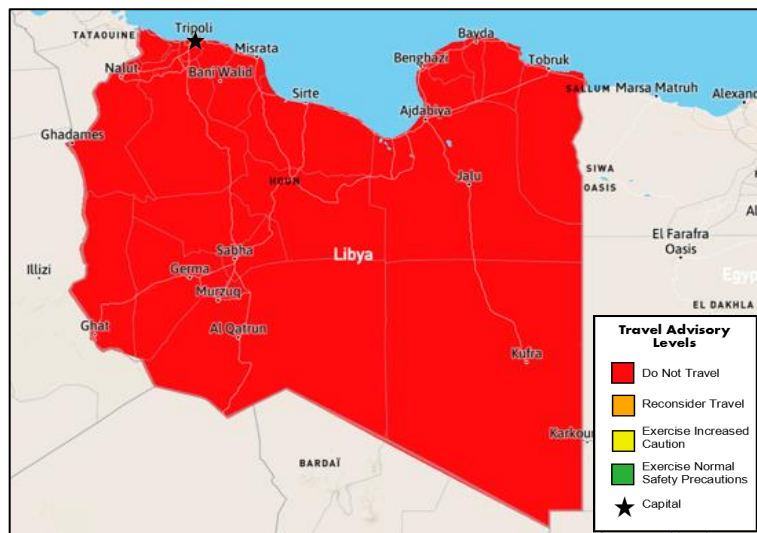 Tripoli
TATAOUINE
Misrata
Bayda
Nalut
Bani Walid
Benghazi
Tobruk
Sirte
SALLUM
Marsa Matruh
Ajdabiya
Ghadames
SIWA
OASIS
HOUN
Jalu
El Farafra
Oasis
Sabha
Libya
Illizi
Germa
Murzuq
EL DAKHLA
Ghat
Al Qatrun
Kufra
BARDAÏ
Travel Advisory
Levels
Do Not Travel
Reconsider Travel
Exercise Increased
Caution
Exercise Normal
Safety Precautions
Capital